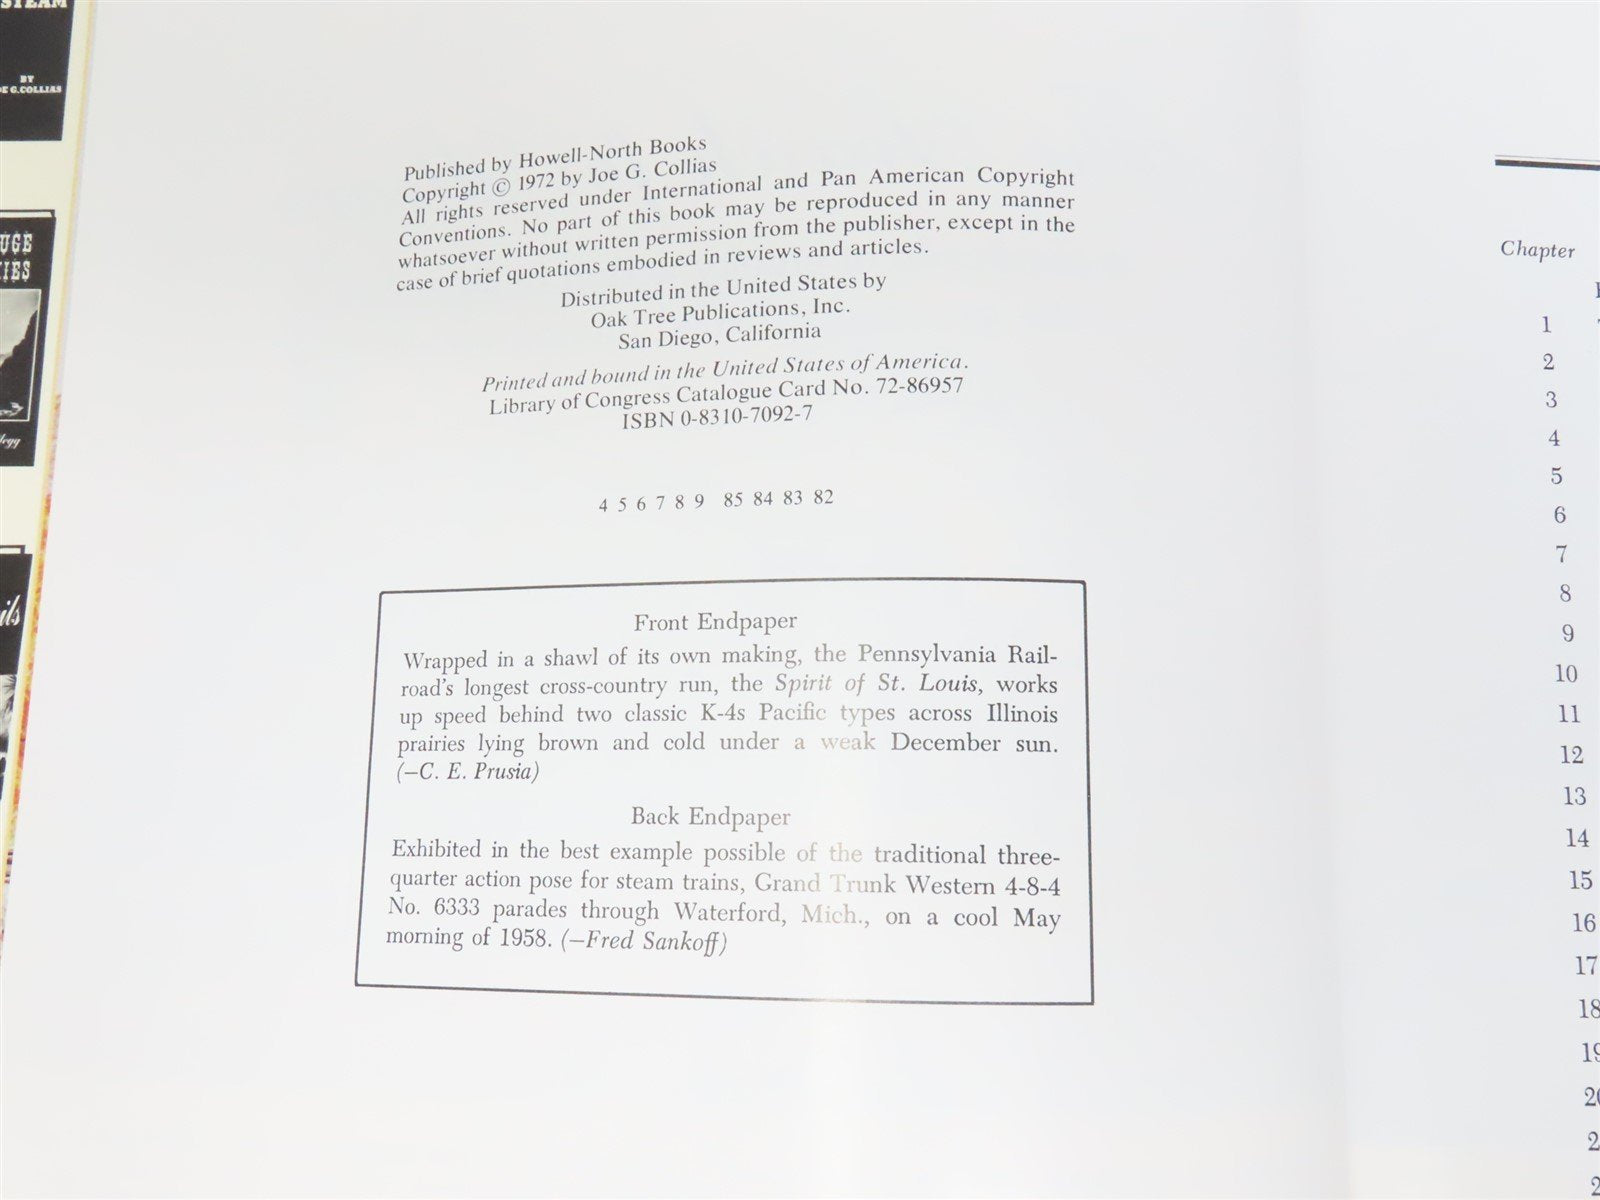 STEAM
BY
G. COLLIAS
Published by Howell-North Books
Copyright © 1972 by Joe G. Collias
All rights reserved under International and Pan American Copyright
Conventions. No part of this book may be reproduced in any manner
whatsoever without written permission from the publisher, except in the
case of brief quotations embodied in reviews and articles.
Distributed in the United States by
Oak Tree Publications, Inc.
San Diego, California
Printed and bound in the United States of America.
Library of Congress Catalogue Card No. 72-86957
ISBN 0-8310-7092-7
4 5 6 7 8 9 85 84 83 82
Front Endpaper
Wrapped in a shawl of its own making, the Pennsylvania Rail-
road's longest cross-country run, the Spirit of St. Louis, works
up speed behind two classic K-4s Pacific types across Illinois
prairies lying brown and cold under a weak December sun.
(—C. E. Prusia)
Back Endpaper
Exhibited in the best example possible of the traditional three-
quarter action pose for steam trains, Grand Trunk Western 4-8-4
No. 6333 parades through Waterford, Mich., on a cool May
morning of 1958. (—Fred Sankoff)
Chapter
1
2
3
4
5
6
7
8
9
10
11
12
13
14
15
16
17
18